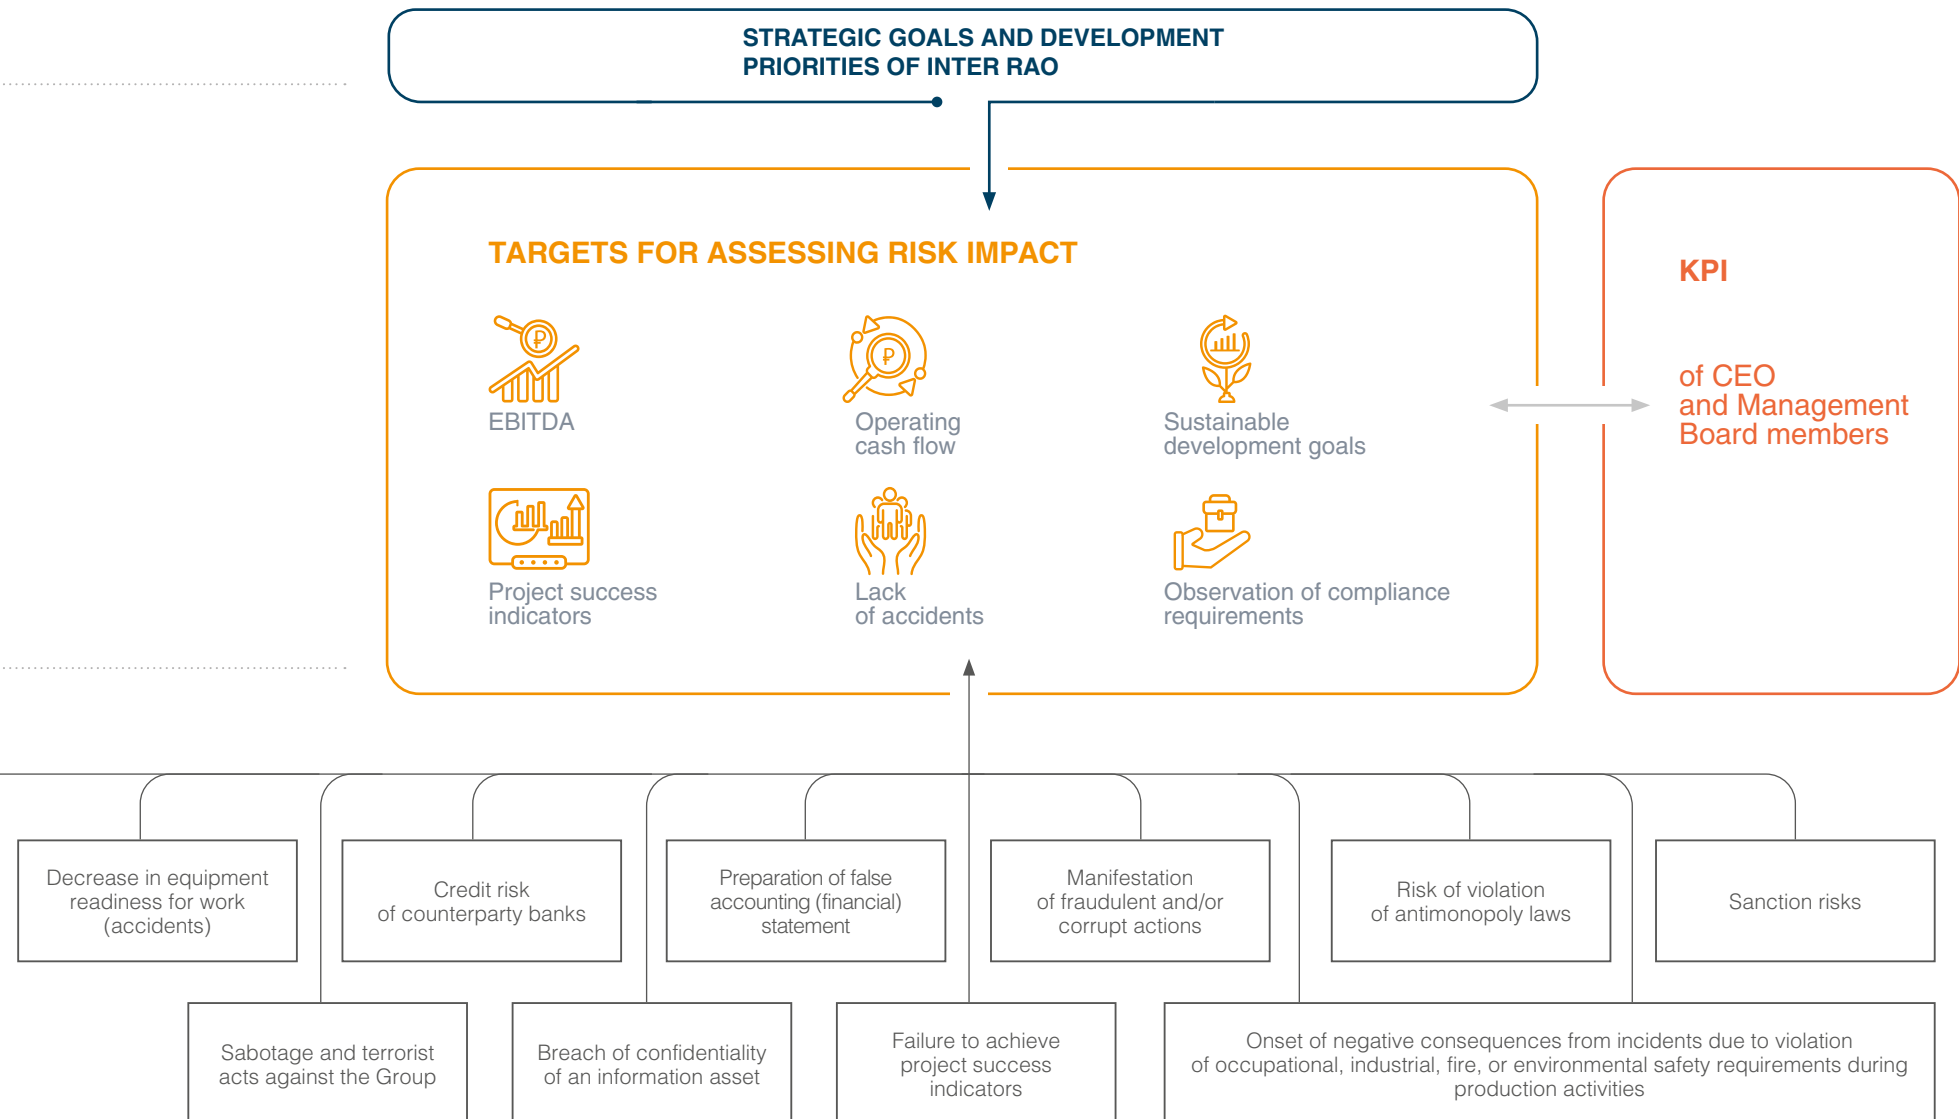 STRATEGIC GOALS AND DEVELOPMENT
PRIORITIES OF INTER RAO
TARGETS FOR ASSESSING RISK IMPACT
EBITDA
Operating
cash flow
Sustainable
development goals
Project success
indicators
Lack
of accidents
Observation of compliance
requirements
KPI
of CEO
and Management
Board members
Decrease in equipment
readiness for work
(accidents)
Credit risk
of counterparty banks
Preparation of false
accounting (financial)
statement
Manifestation
of fraudulent and/or
corrupt actions
Risk of violation
of antimonopoly laws
Sanction risks
Sabotage and terrorist
acts against the Group
Breach of confidentiality
of an information asset
Failure to achieve
project success
indicators
Onset of negative consequences from incidents due to violation
of occupational, industrial, fire, or environmental safety requirements during
production activities